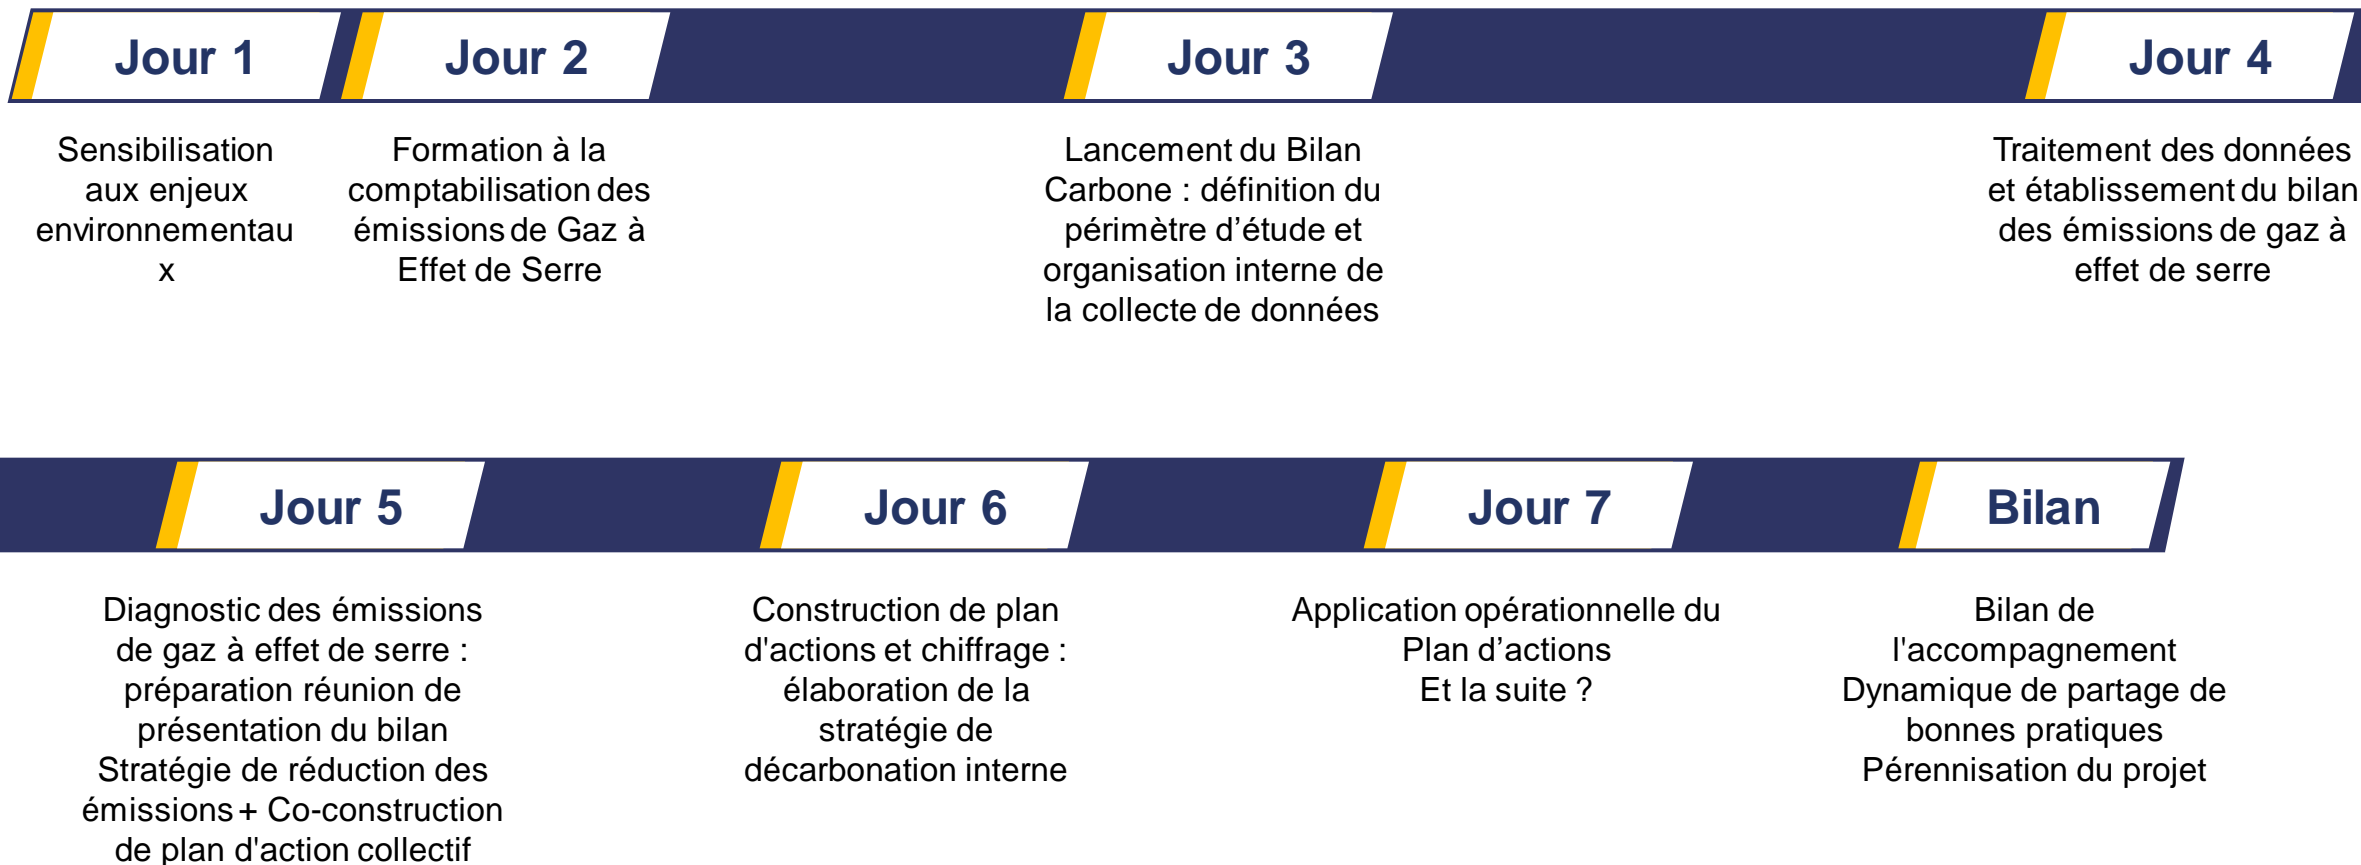 Jour 1
Sensibilisation
aux enjeux
environnementau
x
Jour 2
Formation à la
comptabilisation des
émissions de Gaz à
Effet de Serre
Jour 3
Lancement du Bilan
Carbone : définition du
périmètre d’étude et
organisation interne de
la collecte de données
Jour 4
Traitement des données
et établissement du bilan
des émissions de gaz à
effet de serre
Jour 5
Diagnostic des émissions
de gaz à effet de serre :
préparation réunion de
présentation du bilan
Stratégie de réduction des
émissions + Co-construction
de plan d'action collectif
Jour 6
Construction de plan
d'actions et chiffrage :
élaboration de la
stratégie de
décarbonation interne
Jour 7
Application opérationnelle du
Plan d’actions
Et la suite ?
Bilan
Bilan de
l'accompagnement
Dynamique de partage de
bonnes pratiques
Pérennisation du projet